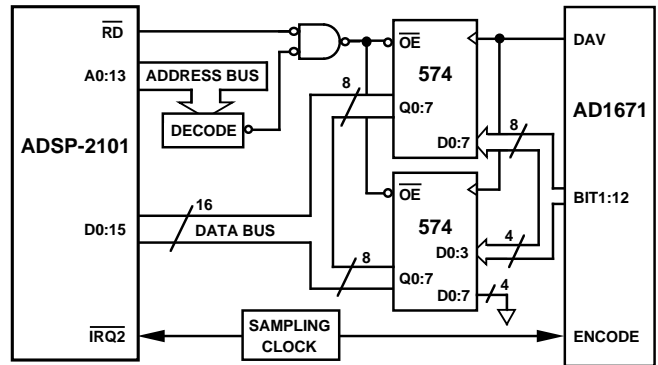 RD
A0:13
ADDRESS BUS
DECODE
ADSP-2101
D0:15
16
DATA BUS
IRQ2
8
8
OE
574
Q0:7
D0:7
8
OE
574
D0:3
4
Q0:7
D0:7
4
DAV
AD1671
BIT1:12
ENCODE
SAMPLING
CLOCK